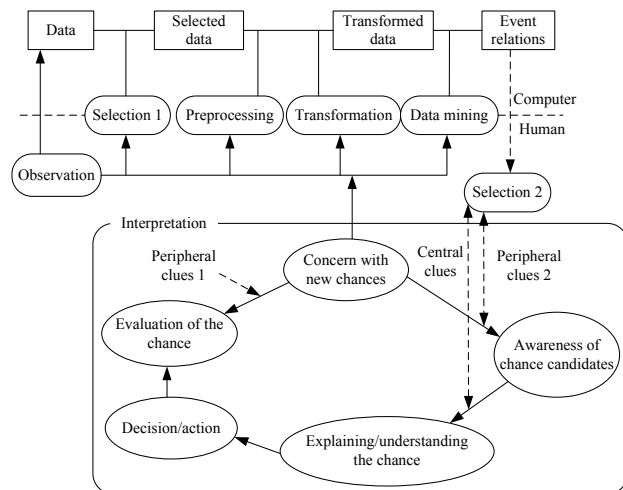 Data
Selected
data
Transformed
data
Event
relations
Selection 1
Preprocessing
Transformation
Data mining
Computer
Human
Observation
Selection 2
Interpretation
Peripheral
clues 1
Concern with
new chances
Central
clues
Peripheral
clues 2
Evaluation of the
chance
Awareness of
chance candidates
Decision/action
Explaining/understanding
the chance